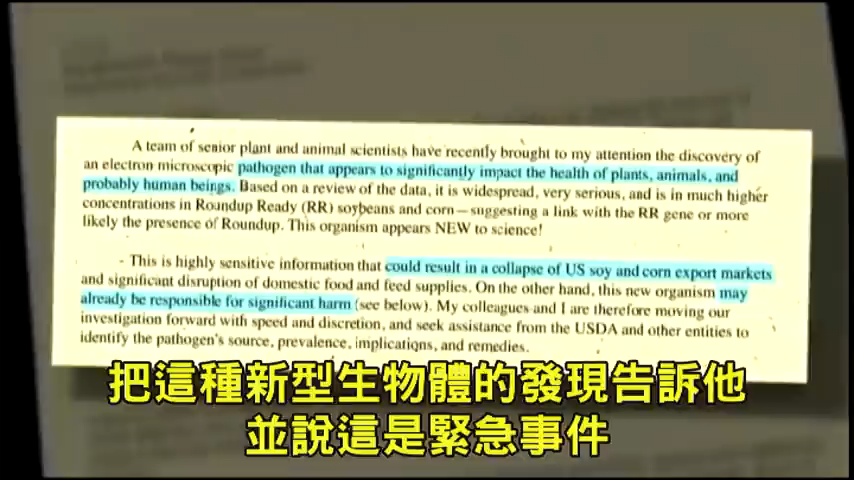 A team of senior plant and animal scientists have recently brought to my attention the discovery of
an electron microscopic pathogen that appears to significantly impact the health of plants, animals, and
probably human beings. Based on a review of the data, it is widespread, very serious, and is in much higher
concentrations in Roundup Ready (RR) soybeans and corn—suggesting a link with the RR gene or more
likely the presence of Roundup. This organism appears NEW to science!
- This is highly sensitive information that could result in a collapse of US soy and corn export markets
and significant disruption of domestic food and feed supplies. On the other hand, this new organism may
already be responsible for significant harm (see below). My colleagues and I are therefore moving our
investigation forward with speed and discretion, and seek assistance from the USDA and other entities to
identify the pathogen's source, prevalence, implications, and remedies.
把這種新型生物體的發現告訴他
並說這是緊急事件